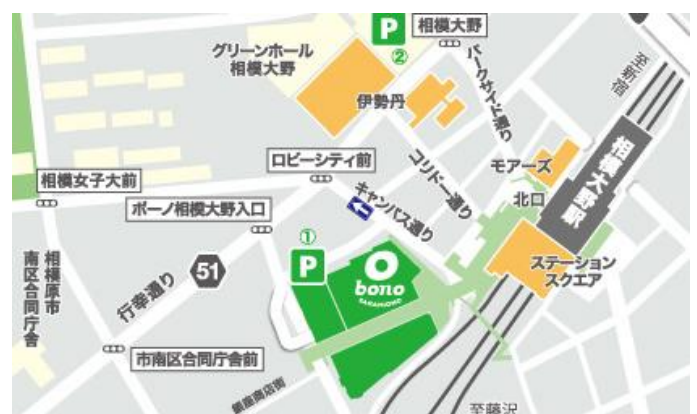 P
②
相模大野
グリーンホール
相模大野
伊勢丹
パークサイド通り
至新宿
相模大野駅
モアーズ
北口
ロビーシティ前
コリドー通り
キャンパス通り
相模女子大前
ボーノ相模大野入口
①
P
bono
SAGAMIONO
ステーション
スクエア
相模原市
南区合同庁舎
行幸通り
51
市南区合同庁舎前
銀座商店街
至藤沢